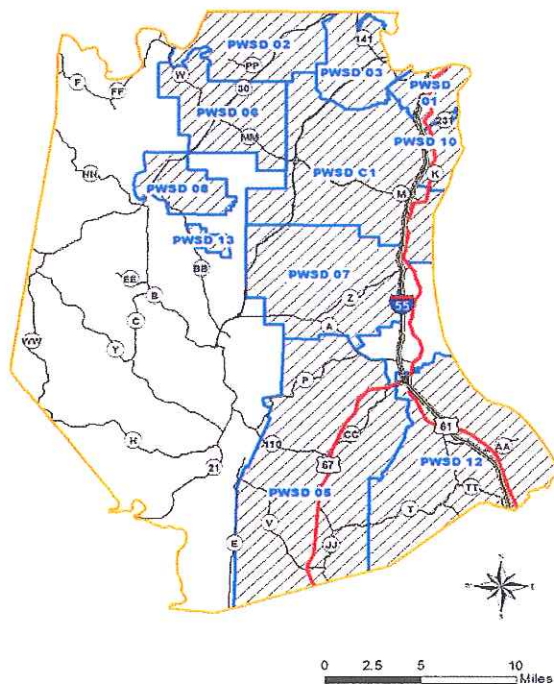 141
PWSD 02
PP
W
30
PWSD 03
F
FF
PWSD 01
PWSD 06
231
PWSD 10
MM
HH
PWSD 08
PWSD C1
K
M
PWSD 13
BB
PWSD 07
EE
B
Z
55
C
A
WW
Y
P
H
61
CC
AA
110
21
67
PWSD 12
TT
PWSD 05
T
V
E
JJ
N
W
E
S
0 2.5 5 10
Miles